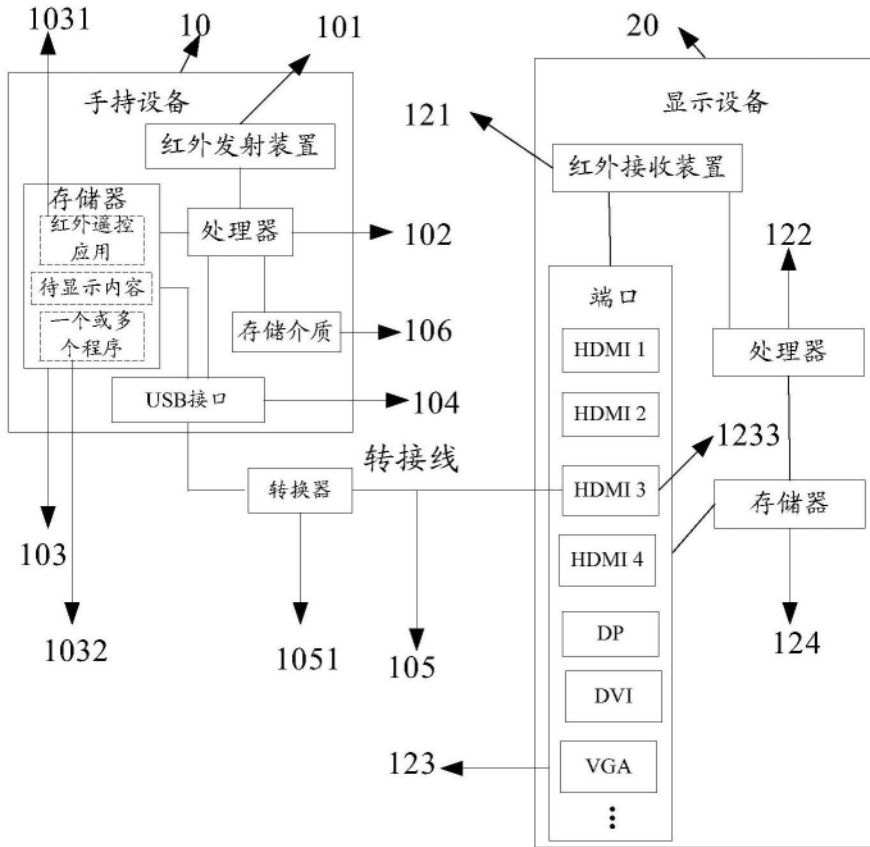 1031
10
101
20
手持设备
显示设备
121
红外发射装置
红外接收装置
存储器
红外遥控
应用
处理器
102
122
待显示内容
端口
一个或多
个程序
存储介质
106
HDMI 1
处理器
USB接口
104
HDMI 2
转接线
1233
转换器
HDMI 3
存储器
103
HDMI 4
1032
1051
105
DP
124
DVI
123
VGA